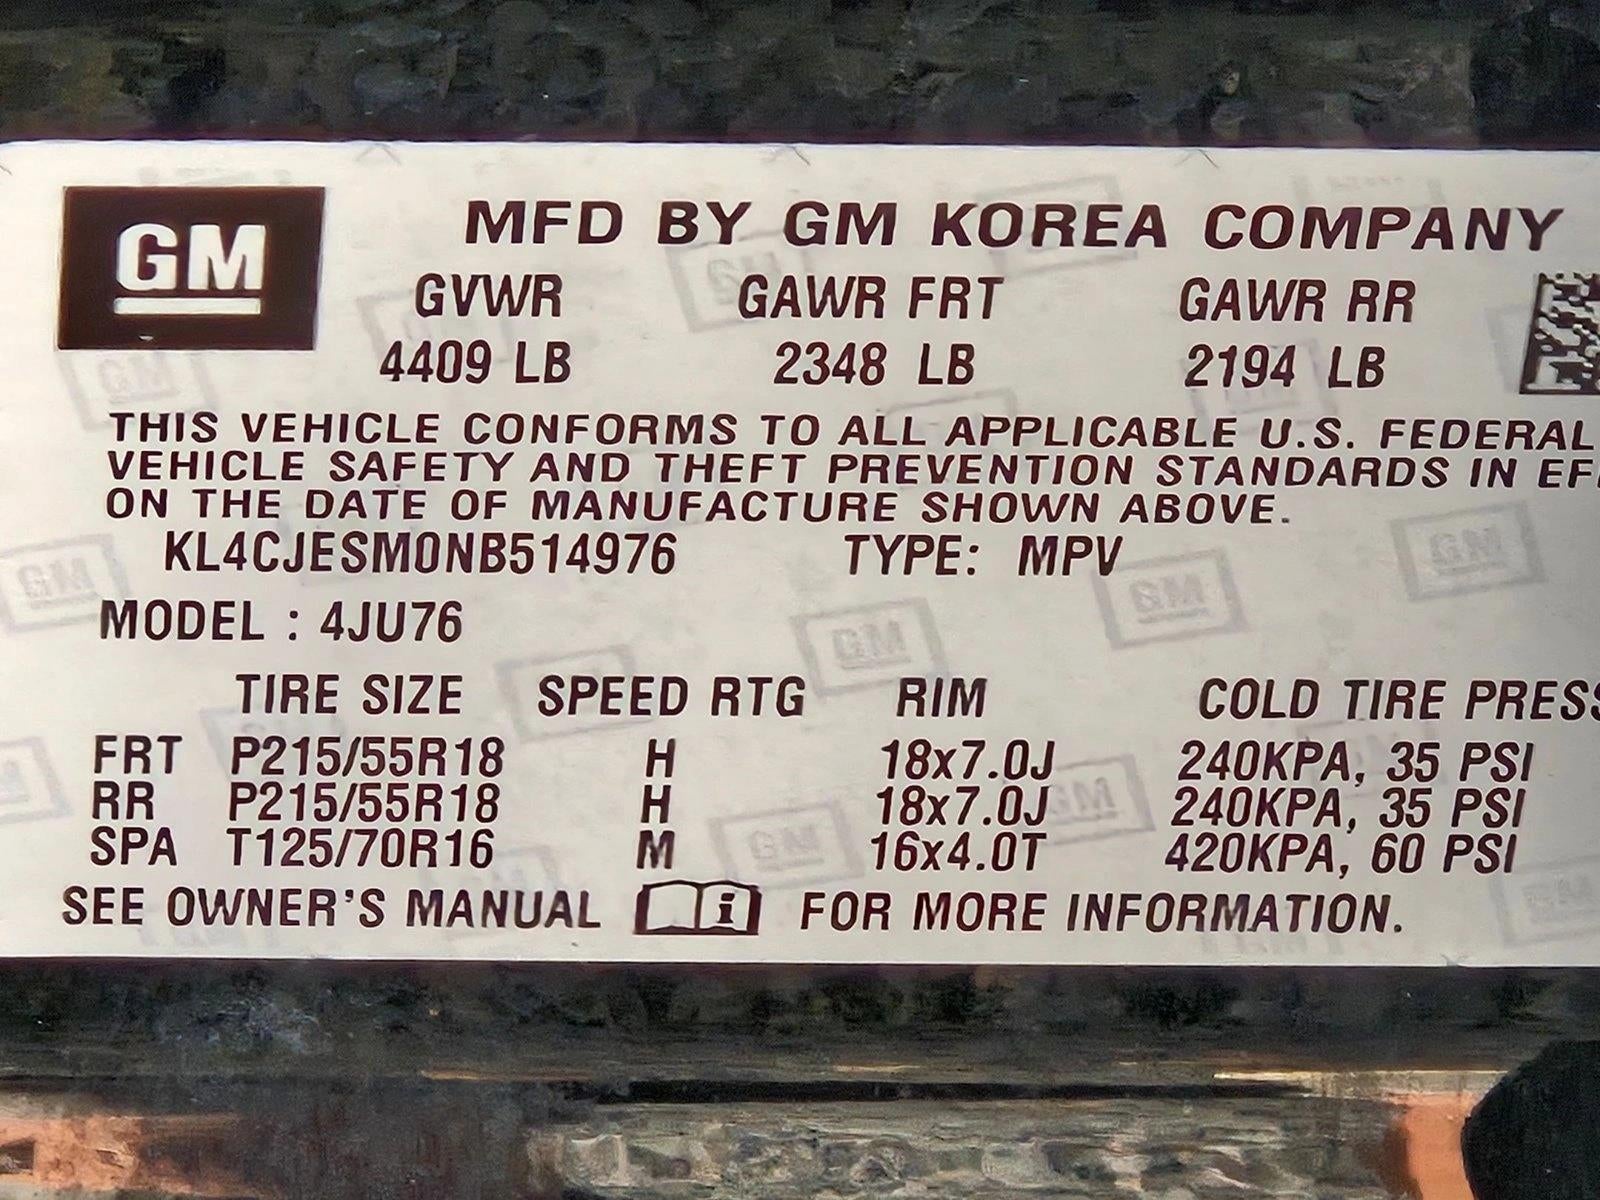 GM
MFD BY GM KOREA COMPANY
GVWR GAWR FRT GAWR RR
4409 LB 2348 LB 2194 LB
THIS VEHICLE CONFORMS TO ALL APPLICABLE U.S. FEDERAL
VEHICLE SAFETY AND THEFT PREVENTION STANDARDS IN
ON THE DATE OF MANUFACTURE SHOWN ABOVE.
KL4CJESM0NB514976 TYPE: MPV
MODEL : 4JU76
TIRE SIZE SPEED RTG RIM COLD TIRE PRESS
FRT P215/55R18 H 18x7.0J 240KPA, 35 PSI
RR P215/55R18 H 18x7.0J 240KPA, 35 PSI
SPA T125/70R16 M 16x4.0T 420KPA, 60 PSI
SEE OWNER'S MANUAL i FOR MORE INFORMATION.